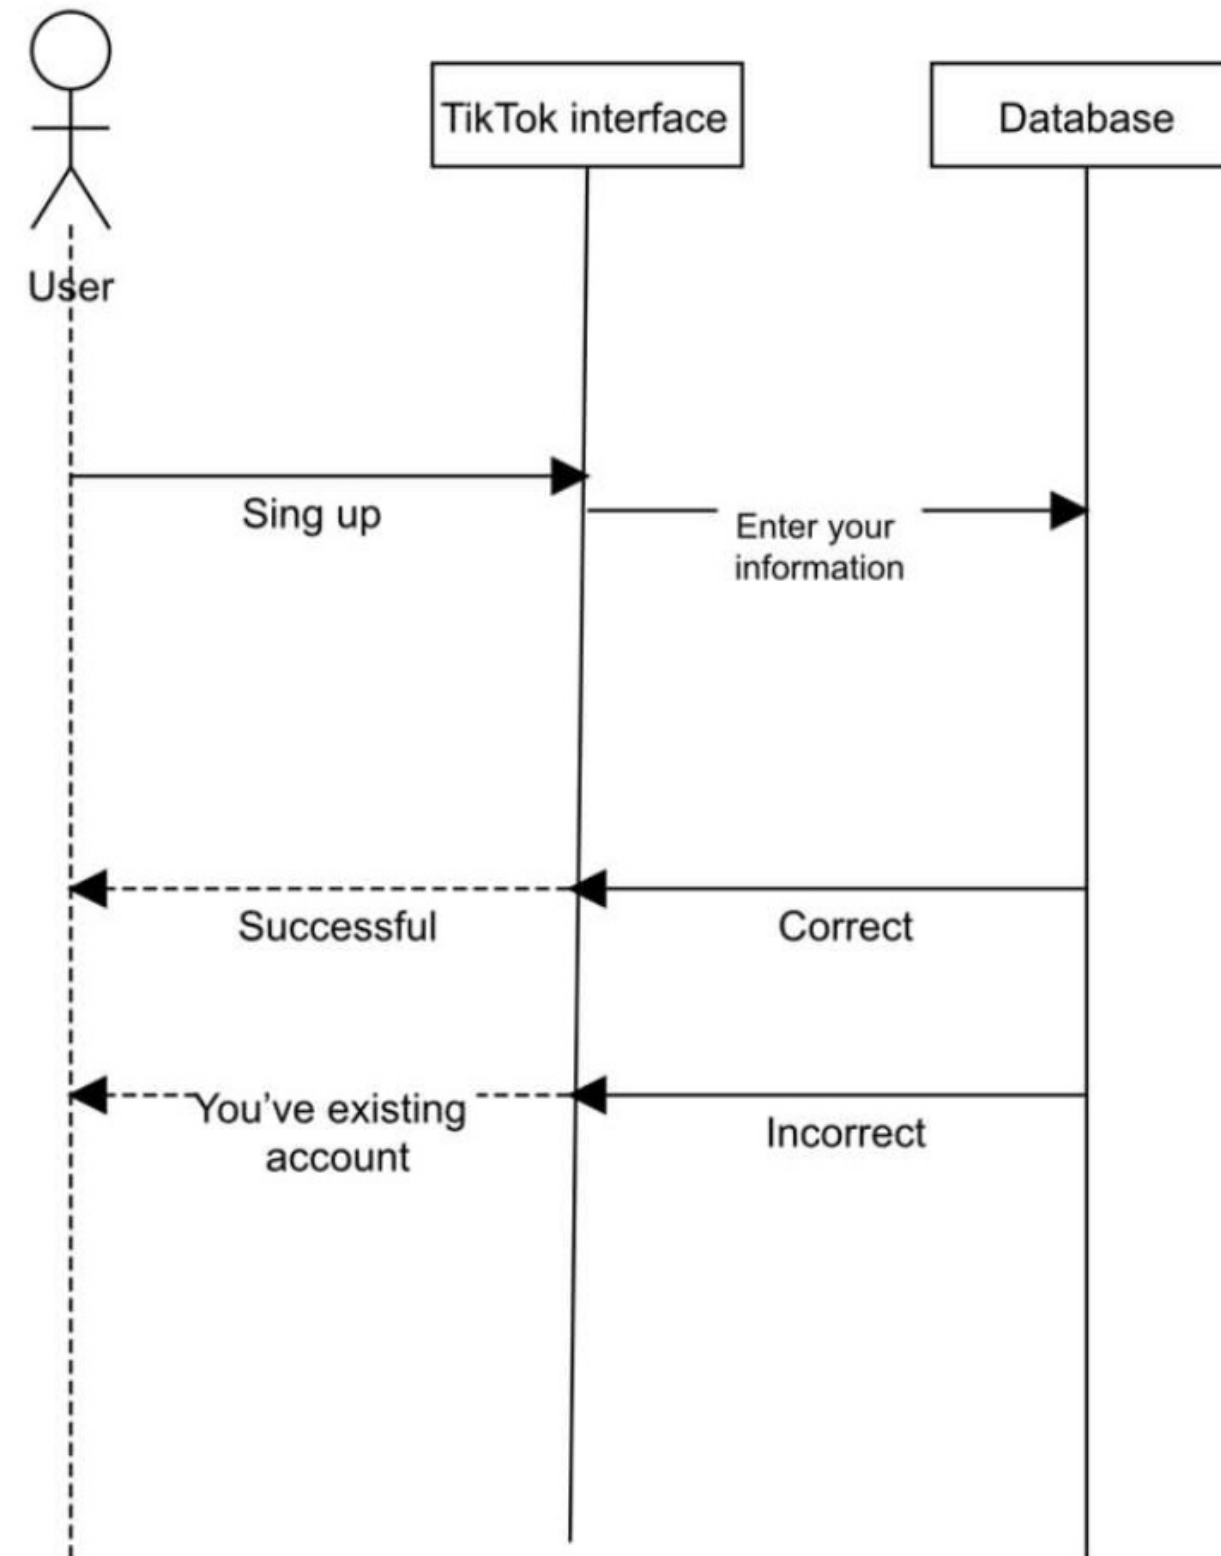 TikTok interface
Database
User
Sing up
Enter your
information
Successful
Correct
You've existing
account
Incorrect